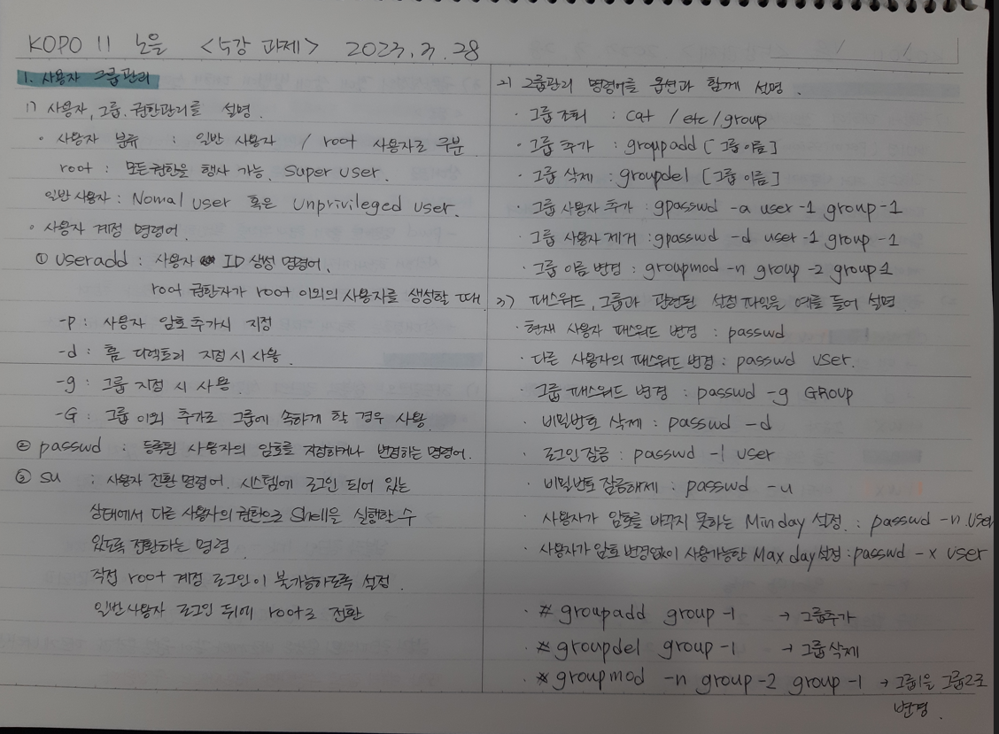 KOPO 11 노을 <수강 과제> 2023.3.28
1. 사용자 그룹관리
1) 사용자, 그룹. 권한관리를 설명.
· 사용자 분류 : 일반 사용자 / root 사용자로 구분
root : 모든권한을 행사 가능. Super User.
일반사용자 : Nomal User 혹은 Unprivileged User.
· 사용자 계정 명령어.
① useradd : 사용자 ID 생성 명령어.
root 권한자가 root 이외의 사용자를 생성할 때.
-p : 사용자 암호추가시 지정
-d : 홈 디렉토리 지정 시 사용.
-g : 그룹 지정 시 사용.
-G : 그룹 이외 추가로 그룹에 속하게 할 경우 사용.
② passwd : 등록된 사용자의 암호를 지정하거나 변경하는 명령어.
③ su : 사용자 전환 명령어. 시스템에 로그인 되어 있는
상태에서 다른 사용자의 권한으로 Shell을 실행할 수
있도록 전환하는 명령.
직접 root 계정 로그인이 불가능하도록 설정.
일반사용자 로그인 뒤에 root로 전환
2) 그룹관리 명령어를 옵션과 함께 설명.
· 그룹 조회 : cat /etc/group
· 그룹 추가 : groppadd [그룹이름]
· 그룹 삭제 : groupdel [그룹 이름]
· 그룹 사용자 추가 : gpasswd -a user-1 group-1
· 그룹 사용자 제거 : gpasswd -d user-1 group-1
· 그룹 이름 변경 : groupmod -n group-2 group-1
3) 패스워드, 그룹과 관련된 설정파일을 예를 들어 설명.
· 현재 사용자 패스워드 변경 : passwd
· 다른 사용자의 패스워드 변경 : passwd user.
· 그룹 패스워드 변경 : passwd -g GROUP
· 비밀번호 삭제 : passwd -d
· 로그인 잠금 : passwd -l user
· 비밀번호 잠금해제 : passwd -u
· 사용자가 암호를 바꾸지 못하는 Min day 설정. : passwd -n user
· 사용자가 암호 변경없이 사용가능한 Max day 설정 : passwd -x user
· # groupadd group-1 → 그룹추가
· # groupdel group-1 → 그룹 삭제
· # groupmod -n group-2 group-1 → 그룹1을 그룹2로
변경.